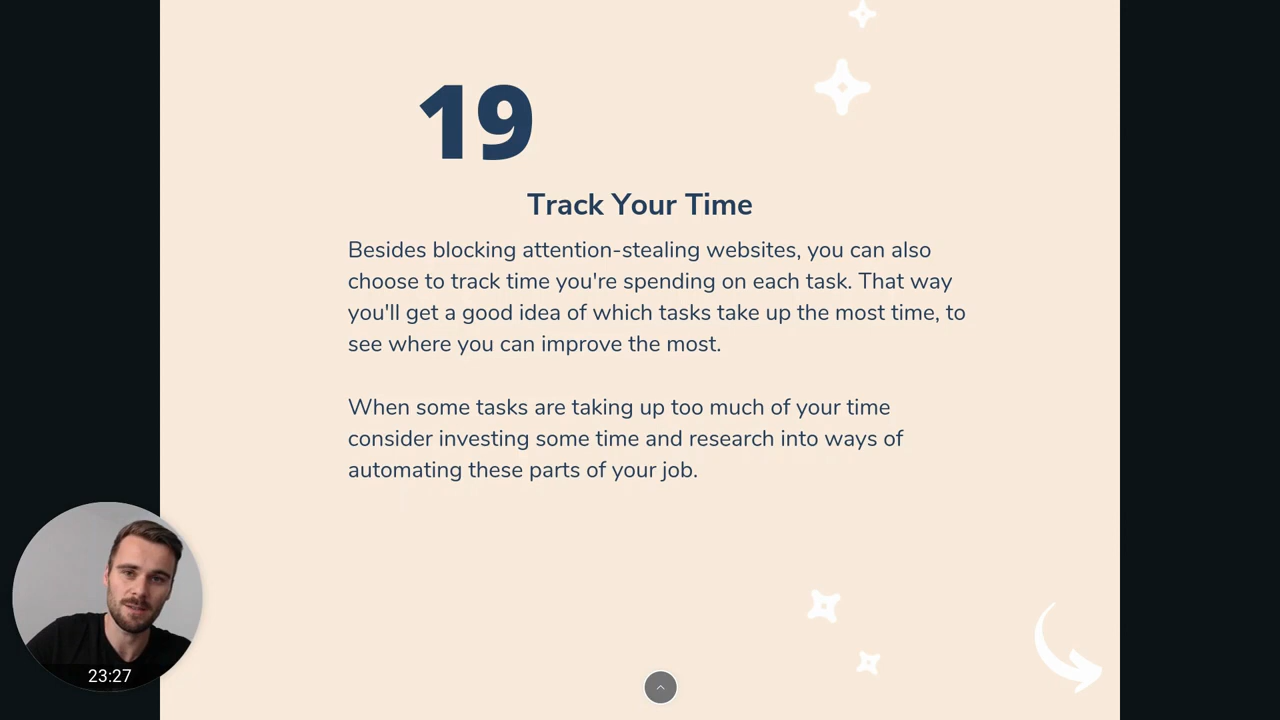 19
Track Your Time
Besides blocking attention-stealing websites, you can also
choose to track time you're spending on each task. That way
you'll get a good idea of which tasks take up the most time, to
see where you can improve the most.
When some tasks are taking up too much of your time
consider investing some time and research into ways of
automating these parts of your job.
23:27